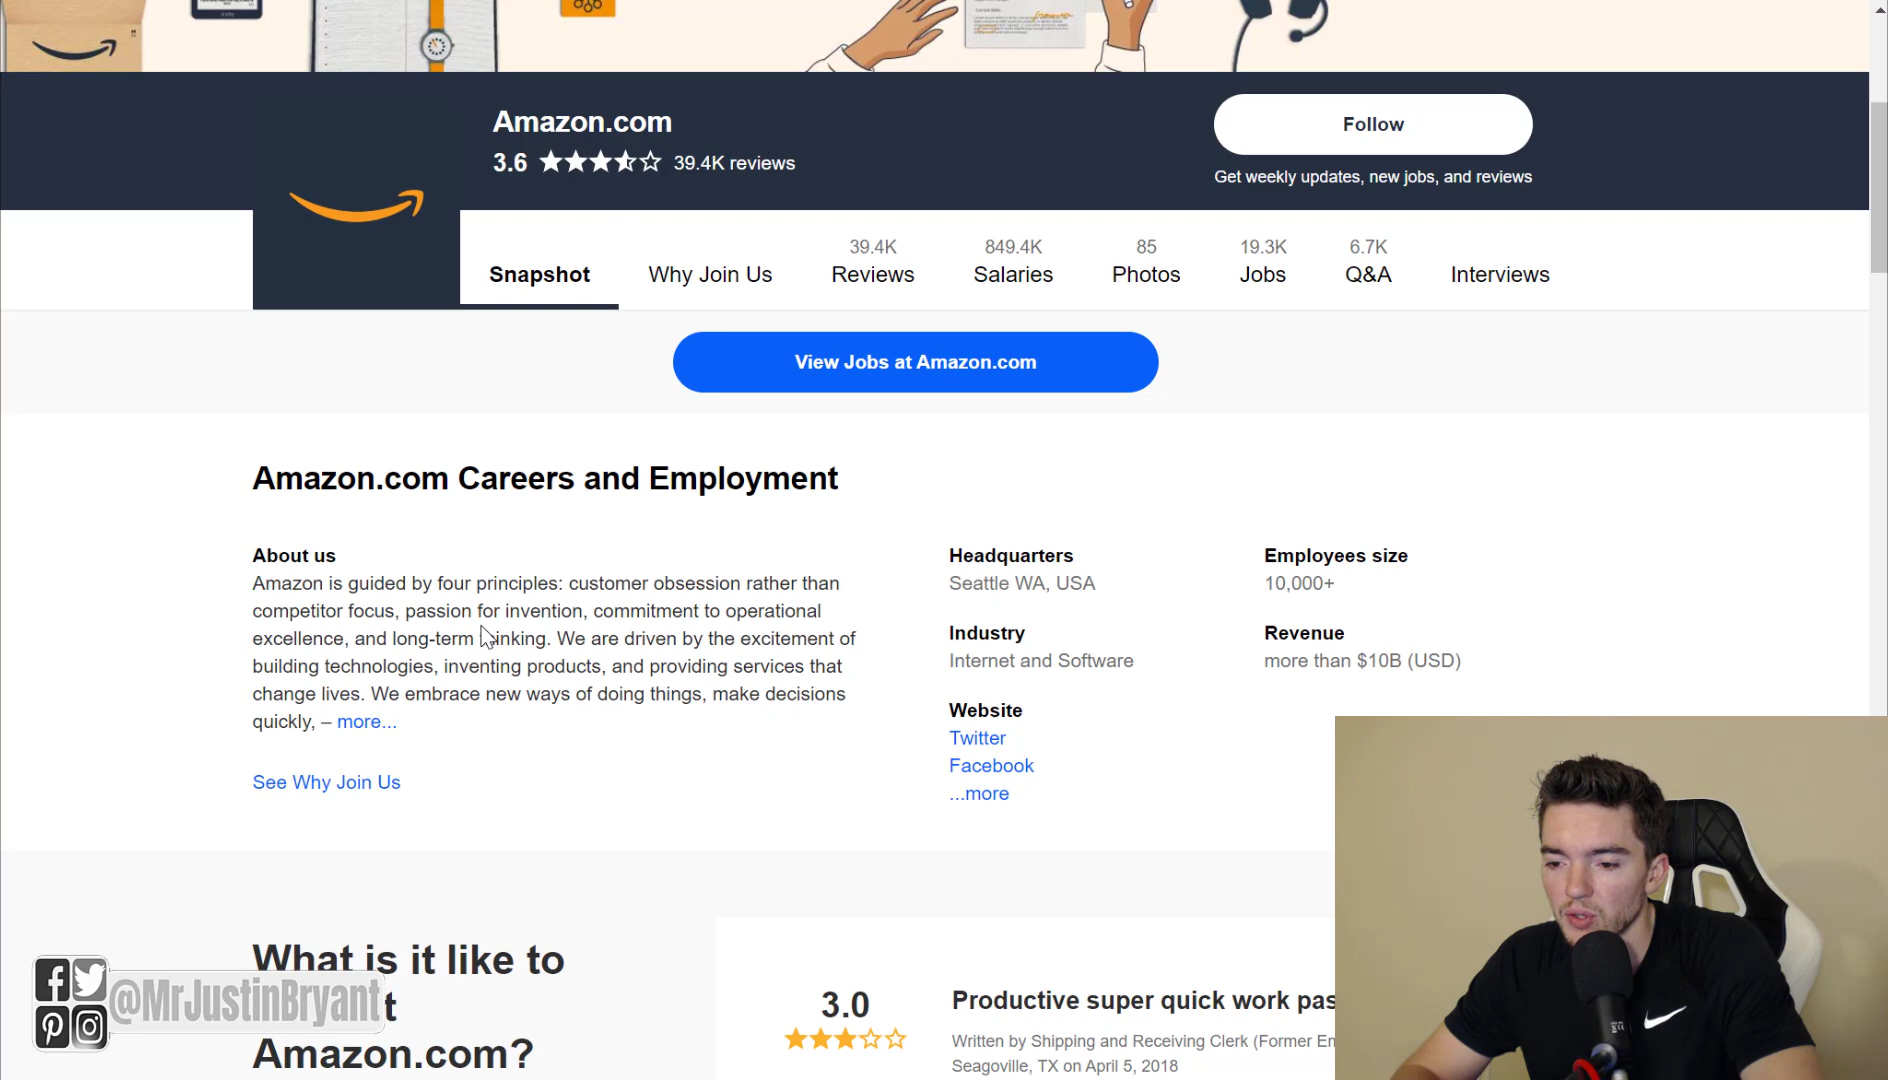 Amazon.com
3.6 39.4K reviews
Follow
Get weekly updates, new jobs, and reviews
Snapshot
Why Join Us
39.4K
Reviews
849.4K
Salaries
85
Photos
19.3K
Jobs
6.7K
Q&A
Interviews
View Jobs at Amazon.com
Amazon.com Careers and Employment
About us
Amazon is guided by four principles: customer obsession rather than
competitor focus, passion for invention, commitment to operational
excellence, and long-term thinking. We are driven by the excitement of
building technologies, inventing products, and providing services that
change lives. We embrace new ways of doing things, make decisions
quickly, – more...
See Why Join Us
Headquarters
Seattle WA, USA
Industry
Internet and Software
Website
Twitter
Facebook
...more
Employees size
10,000+
Revenue
more than $10B (USD)
What is it like to
t
Amazon.com?
@MrJustinBryant
3.0
Productive super quick work pas
Written by Shipping and Receiving Clerk (Former Em
Seagoville, TX on April 5, 2018